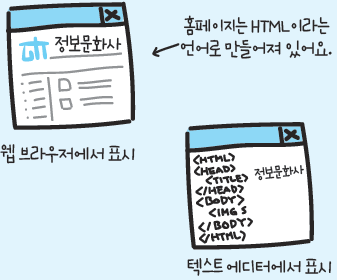 정보문화사
홈페이지는 HTML이라는
언어로 만들어져 있어요.
웹 브라우저에서 표시
<HTML>
<HEAD>
<TITLE> 정보문화사
</HEAD>
<BODY>
<IMG S
</BODY>
</HTML>
텍스트 에디터에서 표시